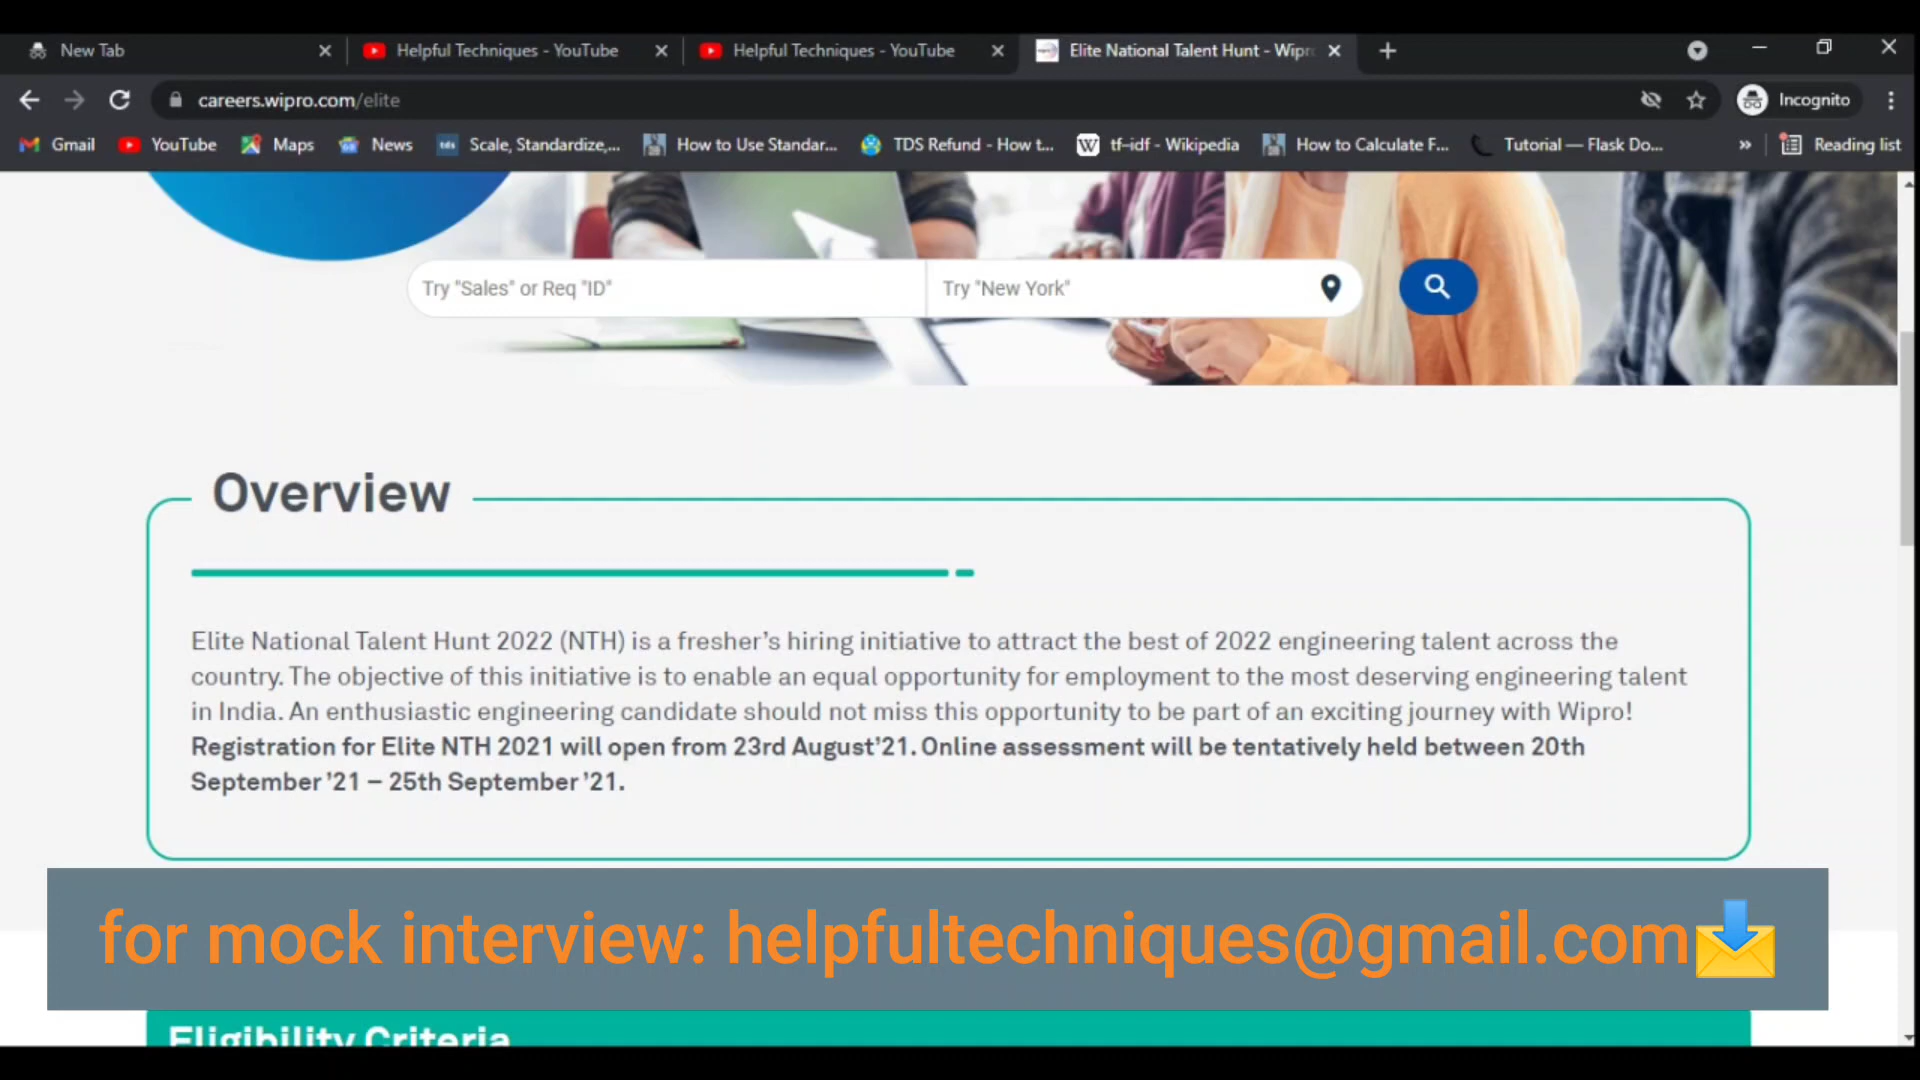 New Tab
Helpful Techniques - YouTube
Helpful Techniques - YouTube
Elite National Talent Hunt - Wipr
careers.wipro.com/elite
Incognito
Gmail
YouTube
Maps
News
Scale, Standardize,...
How to Use Standar...
TDS Refund - How t...
tf–idf - Wikipedia
How to Calculate F...
Tutorial — Flask Do...
»
Reading list
Try "Sales" or Req "ID"
Try "New York"
Overview
Elite National Talent Hunt 2022 (NTH) is a fresher’s hiring initiative to attract the best of 2022 engineering talent across the
country. The objective of this initiative is to enable an equal opportunity for employment to the most deserving engineering talent
in India. An enthusiastic engineering candidate should not miss this opportunity to be part of an exciting journey with Wipro!
Registration for Elite NTH 2021 will open from 23rd August’21. Online assessment will be tentatively held between 20th
September ’21 – 25th September ’21.
for mock interview: helpfultechniques@gmail.com
Eligibility Criteria